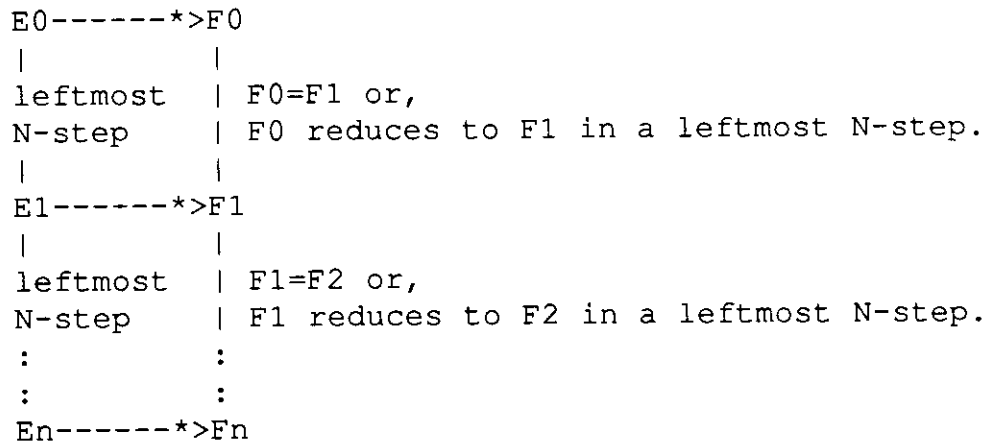 E0------*>F0
|         |
leftmost  | F0=F1 or,
N-step    | F0 reduces to F1 in a leftmost N-step.
|         |
E1------*>F1
|         |
leftmost  | F1=F2 or,
N-step    | F1 reduces to F2 in a leftmost N-step.
:         :
:         :
En------*>Fn